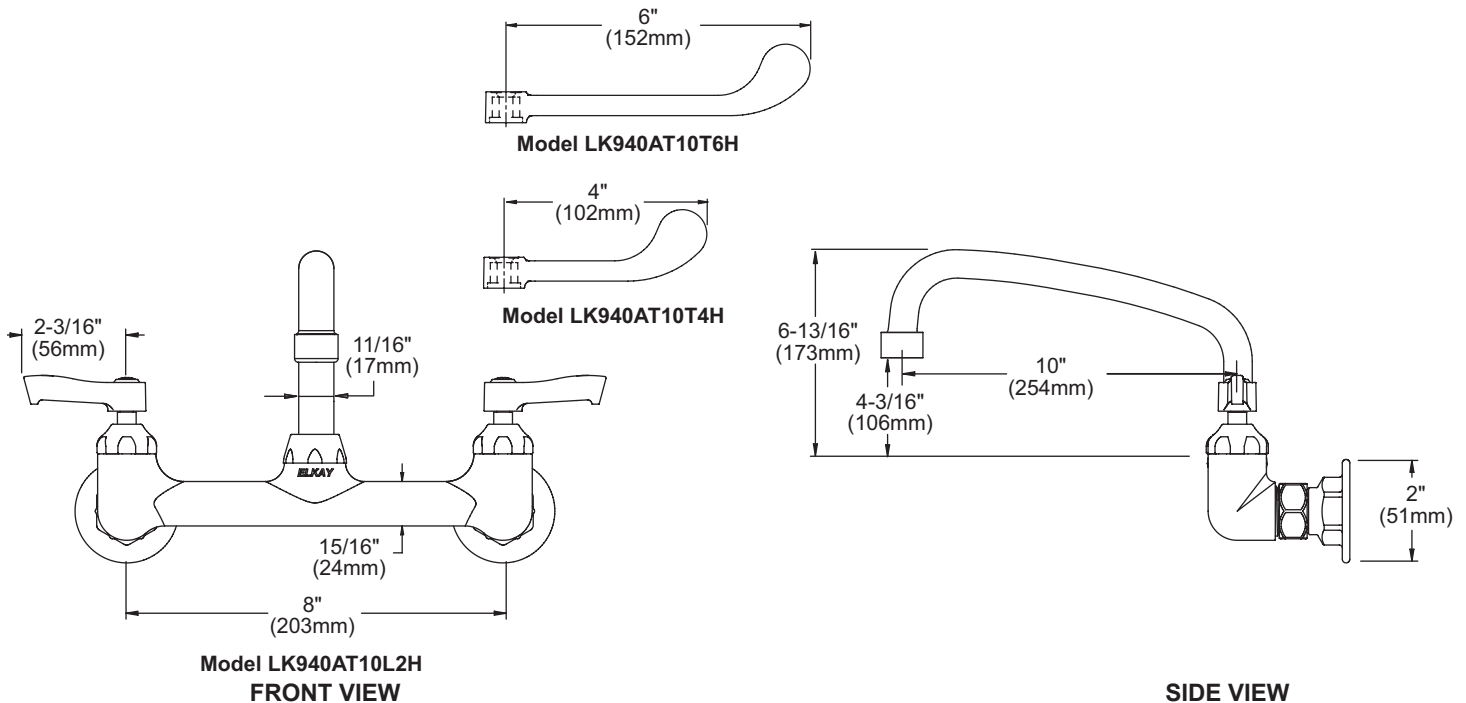 6"
(152mm)
Model LK940AT10T6H
4"
(102mm)
Model LK940AT10T4H
2-3/16"
(56mm)
11/16"
(17mm)
ELKAY
15/16"
(24mm)
8"
(203mm)
Model LK940AT10L2H
FRONT VIEW
6-13/16"
(173mm)
10"
(254mm)
4-3/16"
(106mm)
2"
(51mm)
SIDE VIEW